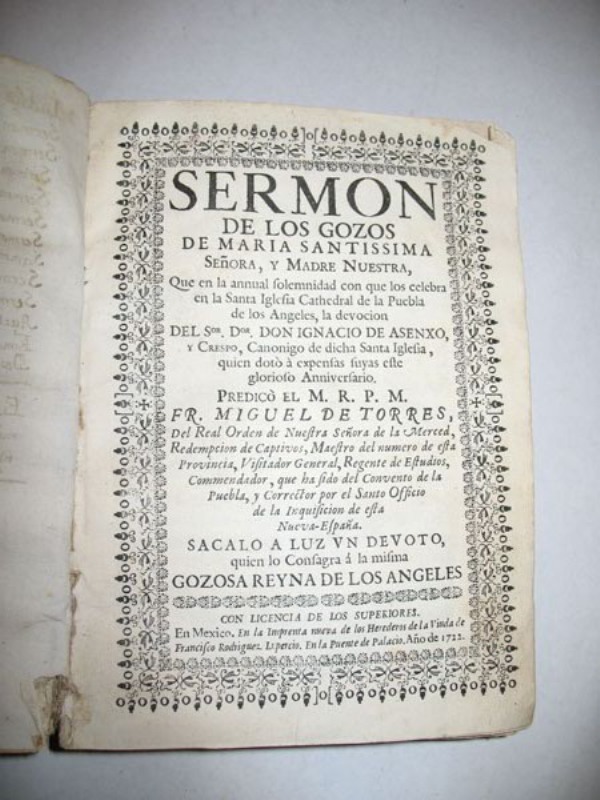 SERMON
DE LOS GOZOS
DE MARIA SANTISSIMA
SEÑORA, Y MADRE NUESTRA,
Que en la annual solemnidad con que los celebra
en la Santa Iglesia Cathedral de la Puebla
de los Angeles, la devocion
DEL Sor. Dor. DON IGNACIO DE ASENXO,
Y CRESPO, Canonigo de dicha Santa Iglesia,
quien dotò à expensas suyas este
glorioso Anniversario.
PREDICÒ EL M. R. P. M.
FR. MIGUEL DE TORRES,
Del Real Orden de Nuestra Señora de la Merced,
Redempcion de Captivos, Maestro del numero de esta
Provincia, Visitador General, Regente de Estudios,
Commendador, que ha sido del Convento de la
Puebla, y Corrector por el Santo Officio
de la Inquisicion de esta
Nueva-España.
SACALO A LUZ VN DEVOTO,
quien lo Consagra á la misma
GOZOSA REYNA DE LOS ANGELES
CON LICENCIA DE LOS SUPERIORES.
En Mexico. En la Imprenta nueva de los Herederos de la Viuda de
Francisco Rodriguez Lupercio. En la Puente de Palacio. Año de 1722.